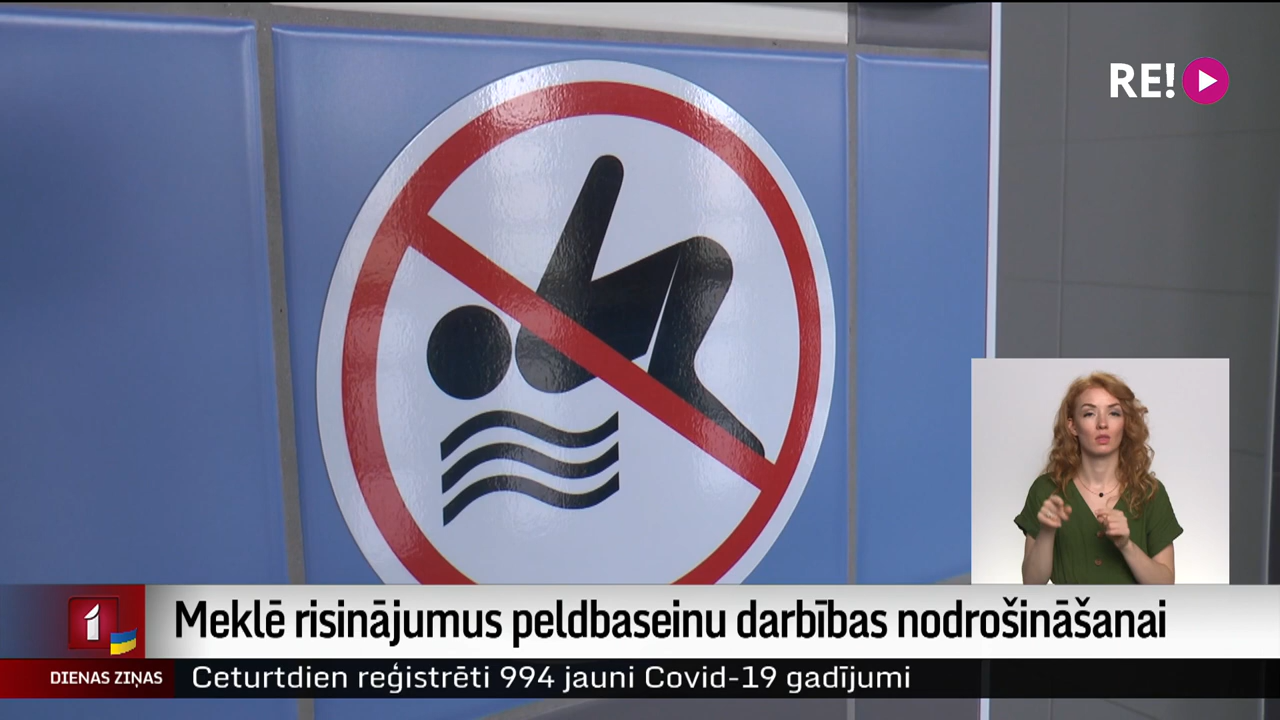 RE!
Meklē risinājumus peldbaseinu darbības nodrošināšanai
1
DIENAS ZIŅAS
Ceturtdien reģistrēti 994 jauni Covid-19 gadījumi